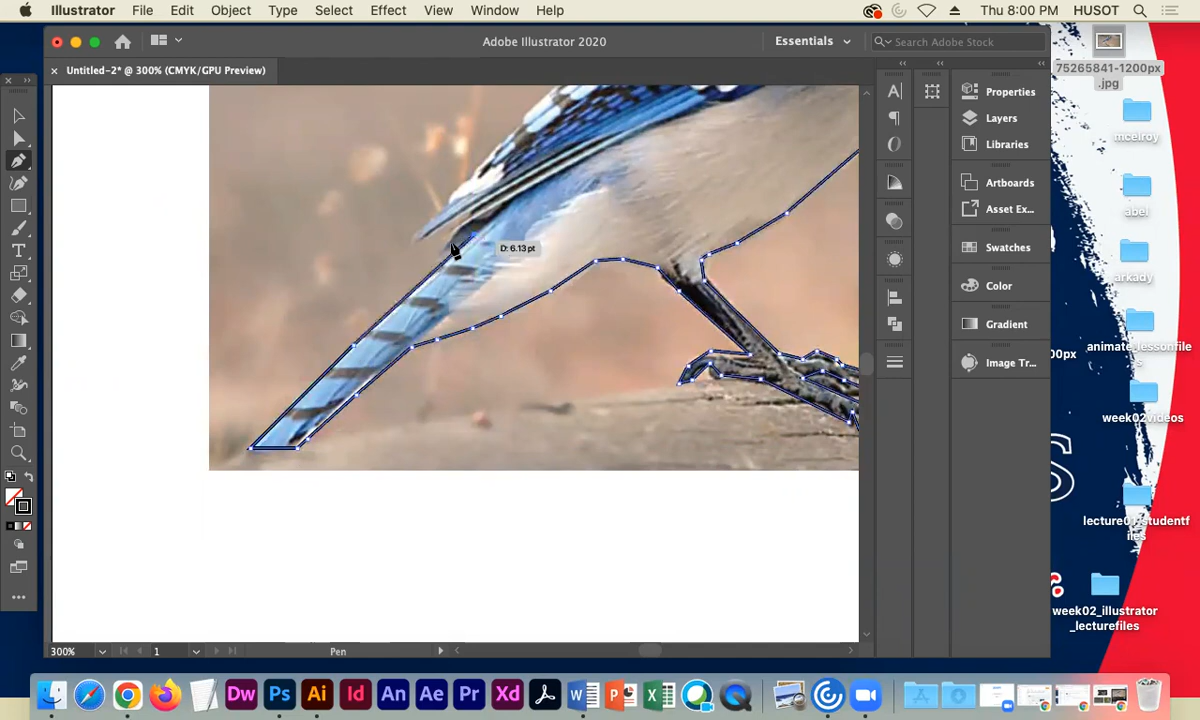 Illustrator File Edit Object Type Select Effect View Window Help Thu 8:00 PM HUSOT
Adobe Illustrator 2020 Essentials Search Adobe Stock
Untitled-2* @ 300% (CMYK/GPU Preview)
75265841-1200px
.jpg
Properties
Layers
Libraries
Artboards
Asset Ex...
Swatches
Color
Gradient
Image Tr...
D: 6.13 pt
mcelroy
abel
arkady
animate_lessonfile
s
00px
week02videos
lecture01studentf
iles
week02_illustrator
_lecturefiles
300% 1 Pen
Dw Ps Ai Id An Ae Pr Xd W P X